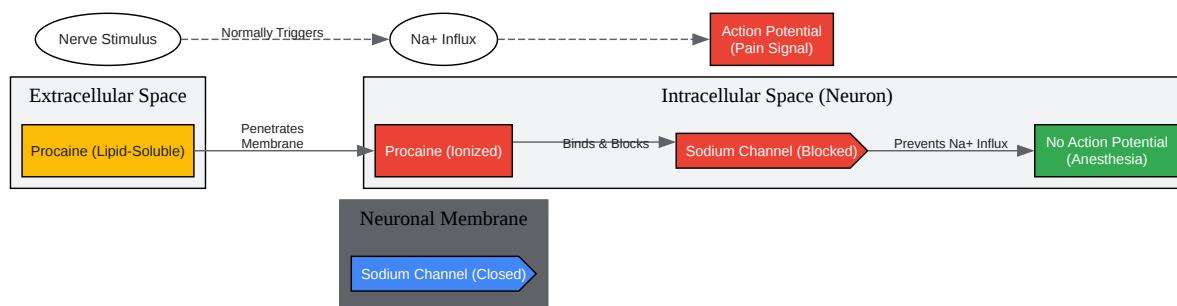 Nerve Stimulus
Normally Triggers
Na+ Influx
Action Potential
(Pain Signal)
Extracellular Space
Procaine (Lipid-Soluble)
Penetrates
Membrane
Intracellular Space (Neuron)
Procaine (Ionized)
Binds & Blocks
Sodium Channel (Blocked)
Prevents Na+ Influx
No Action Potential
(Anesthesia)
Neuronal Membrane
Sodium Channel (Closed)